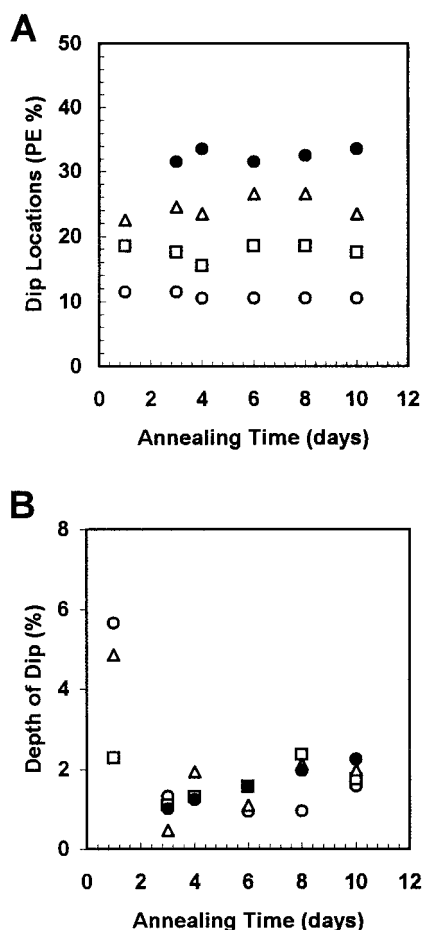 A
50
40
30
20
10
0
Dip Locations (PE %)
0 2 4 6 8 10 12
Annealing Time (days)
B
8
6
4
2
0
Depth of Dip (%)
0 2 4 6 8 10 12
Annealing Time (days)